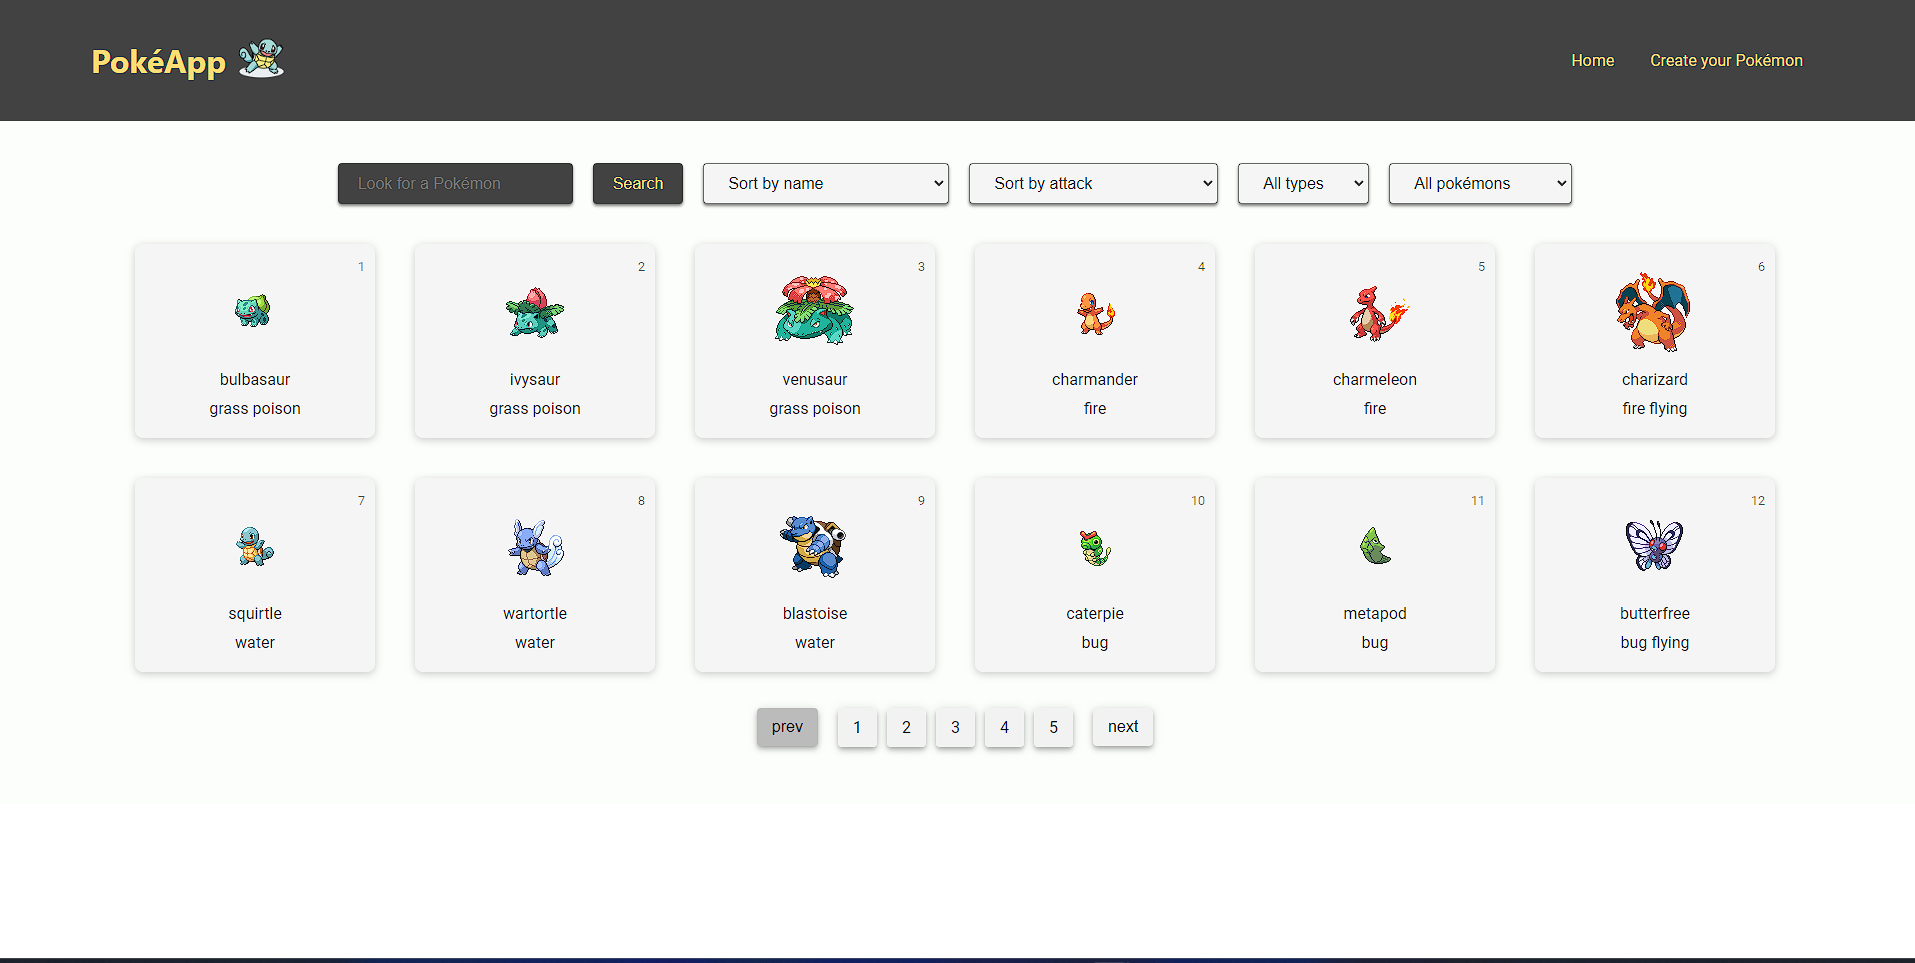 PokéApp
Home
Create your Pokémon
Look for a Pokémon
Search
Sort by name
Sort by attack
All types
All pokémons
1
bulbasaur
grass poison
2
ivysaur
grass poison
3
venusaur
grass poison
4
charmander
fire
5
charmeleon
fire
6
charizard
fire flying
7
squirtle
water
8
wartortle
water
9
blastoise
water
10
caterpie
bug
11
metapod
bug
12
butterfree
bug flying
prev
1
2
3
4
5
next